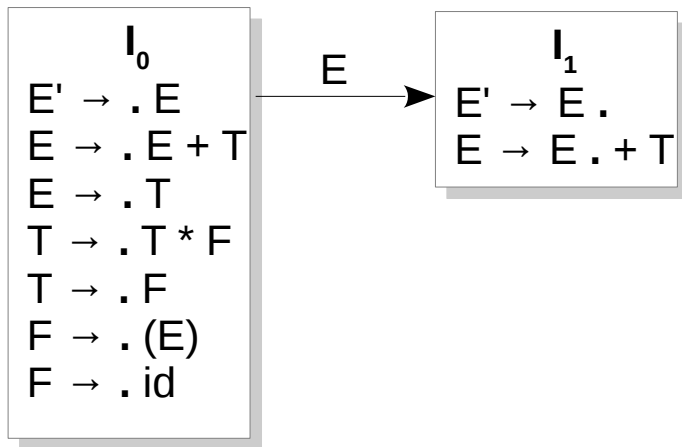 I₀
E' → . E
E → . E + T
E → . T
T → . T * F
T → . F
F → . (E)
F → . id
E
I₁
E' → E .
E → E . + T